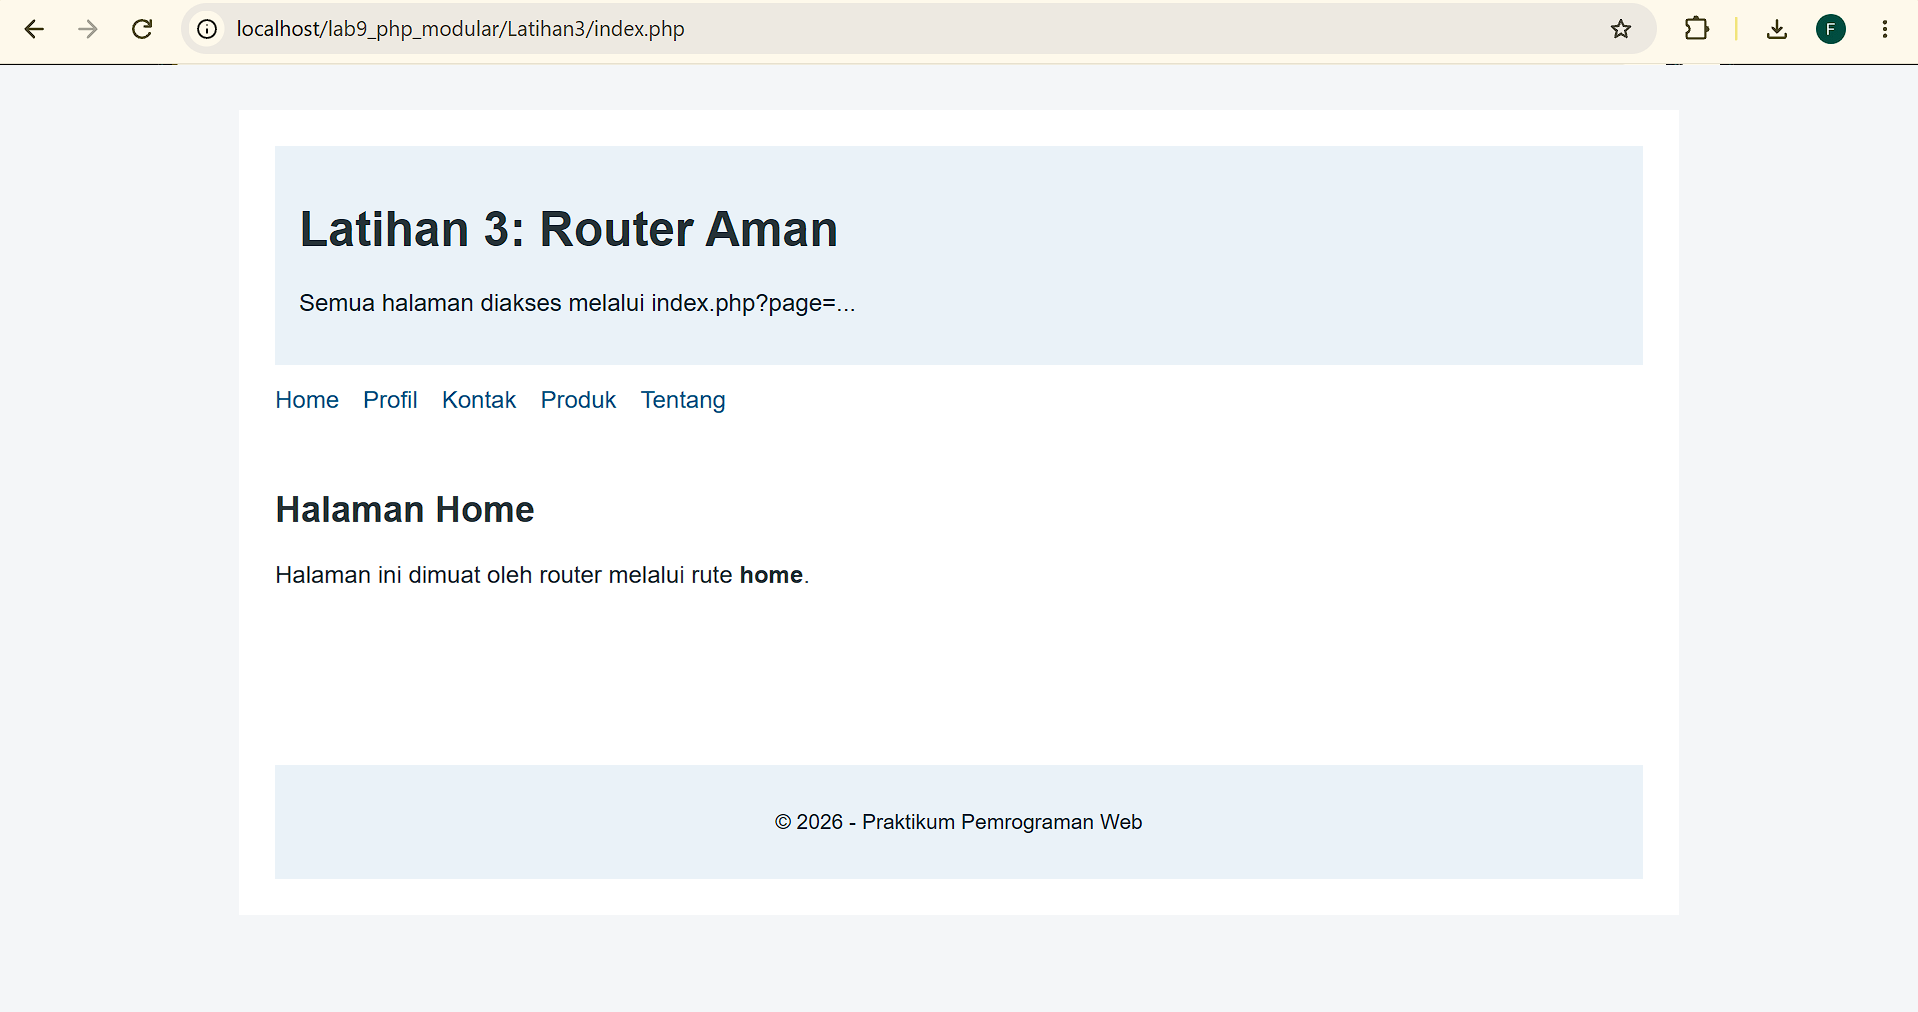 localhost/lab9_php_modular/Latihan3/index.php
F
Latihan 3: Router Aman
Semua halaman diakses melalui index.php?page=...
Home Profil Kontak Produk Tentang
Halaman Home
Halaman ini dimuat oleh router melalui rute home.
© 2026 - Praktikum Pemrograman Web